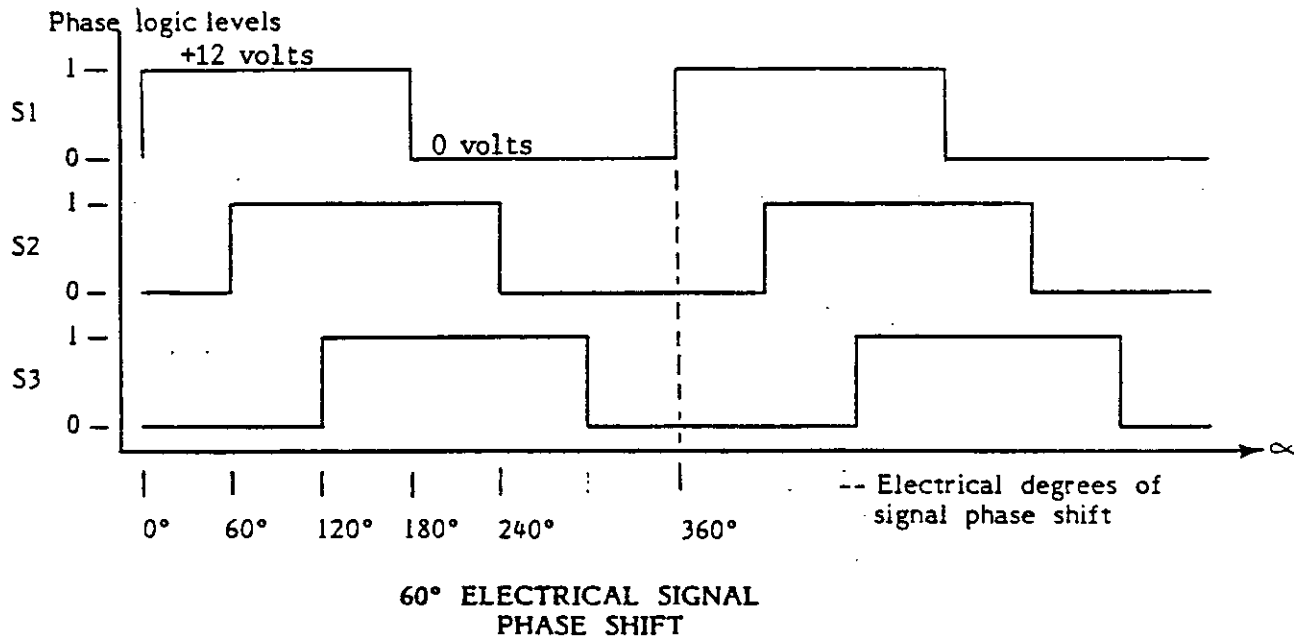 Phase logic levels
+12 volts
1
S1
0 volts
0
1
S2
0
1
S3
0
∝
-- Electrical degrees of
signal phase shift
0° 60° 120° 180° 240° 360°
60° ELECTRICAL SIGNAL
PHASE SHIFT